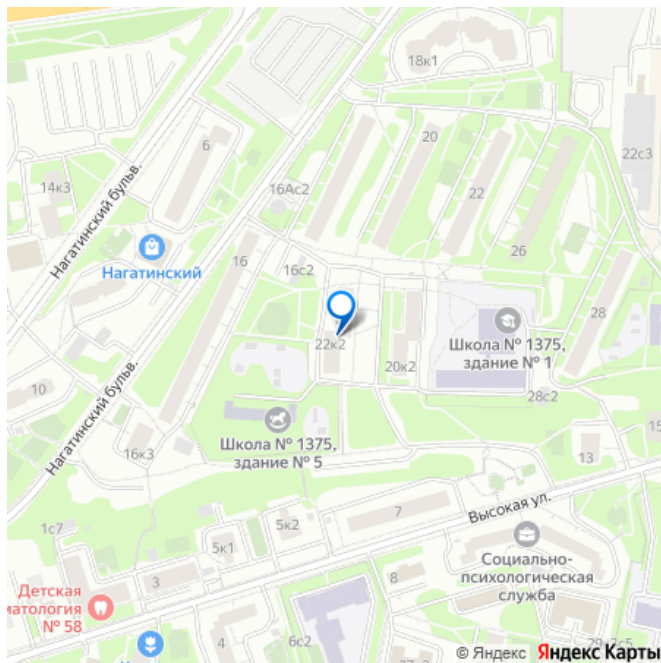 18к1
6
20
22с3
22
16Ас2
14к3
26
Нагатинский бульв.
16
Нагатинский
16с2
28
Школа № 1375,
здание № 1
22к2
20к2
28с2
10
Нагатинский бульв.
Школа № 1375,
здание № 5
15
16к3
13
Высокая ул.
7
1с7
5к2
5к1
Социально-
психологическая
служба
3
8
Детская
матология
№ 58
4
6с2
© Яндекс Яндекс Карты